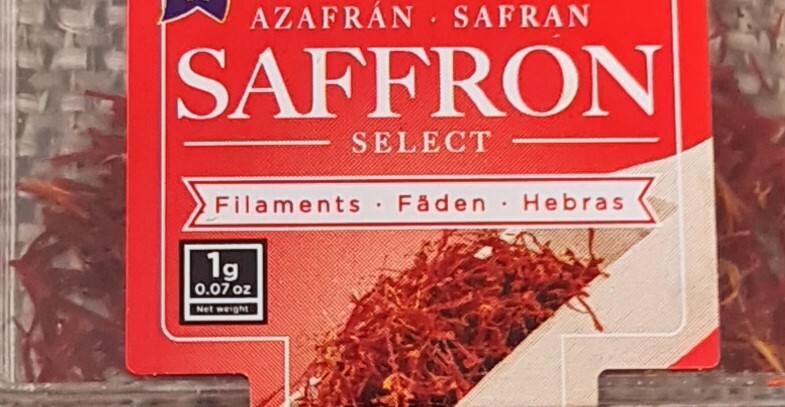 AZAFRÁN · SAFRAN
SAFFRON
SELECT
Filaments · Fäden · Hebras
1g
0.07 oz
Net weight